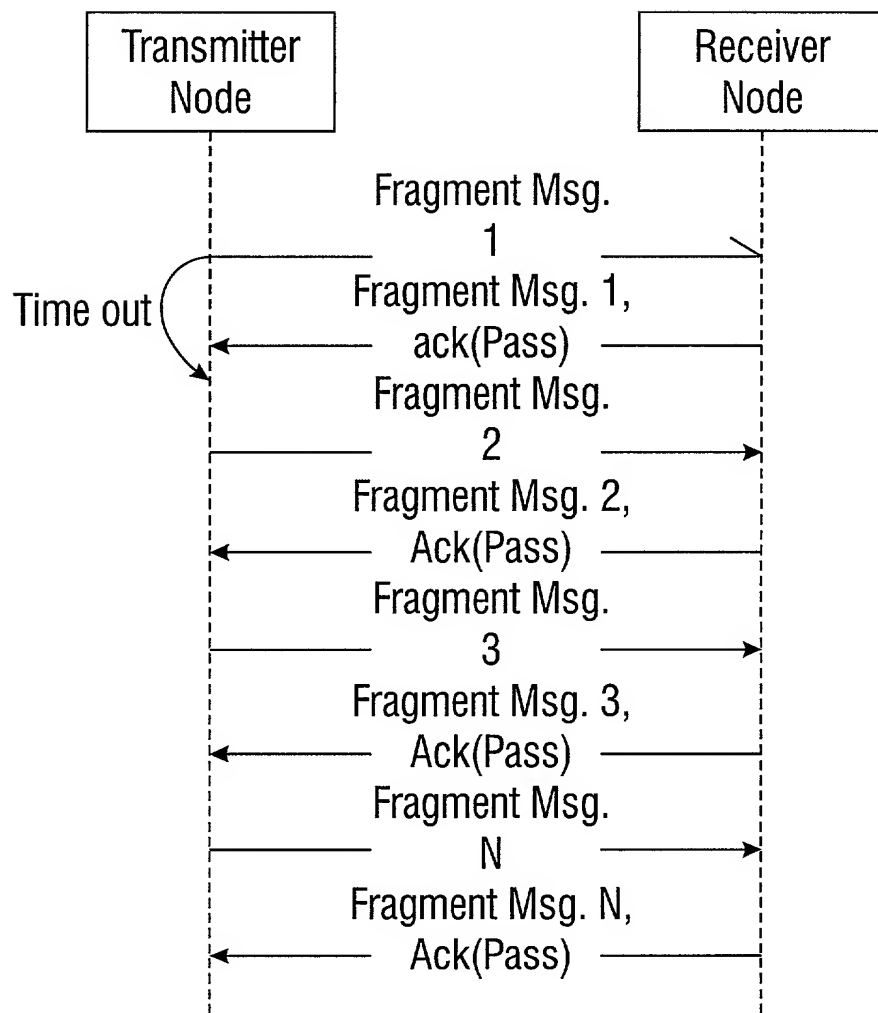 Transmitter
Node
Receiver
Node
Fragment Msg.
1
Time out
Fragment Msg. 1,
ack(Pass)
Fragment Msg.
2
Fragment Msg. 2,
Ack(Pass)
Fragment Msg.
3
Fragment Msg. 3,
Ack(Pass)
Fragment Msg.
N
Fragment Msg. N,
Ack(Pass)